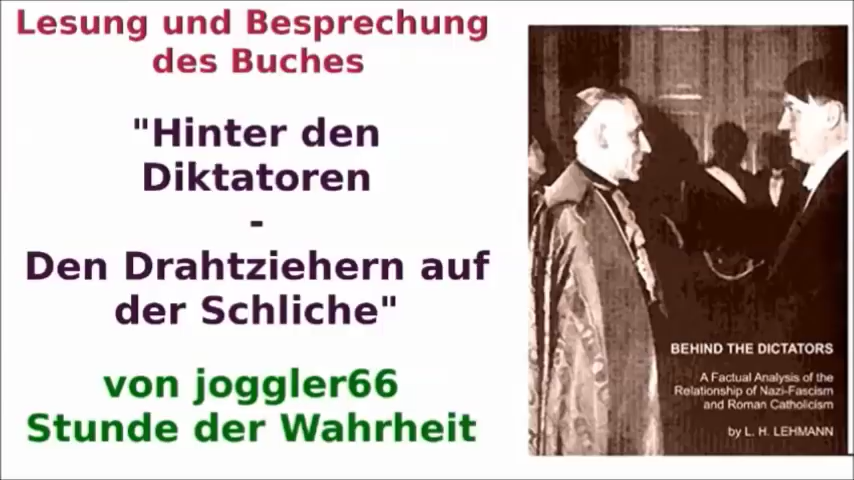 Lesung und Besprechung
des Buches
"Hinter den
Diktatoren
-
Den Drahtziehern auf
der Schliche"
von joggler66
Stunde der Wahrheit
BEHIND THE DICTATORS
A Factual Analysis of the
Relationship of Nazi-Fascism
and Roman Catholicism
by L. H. LEHMANN